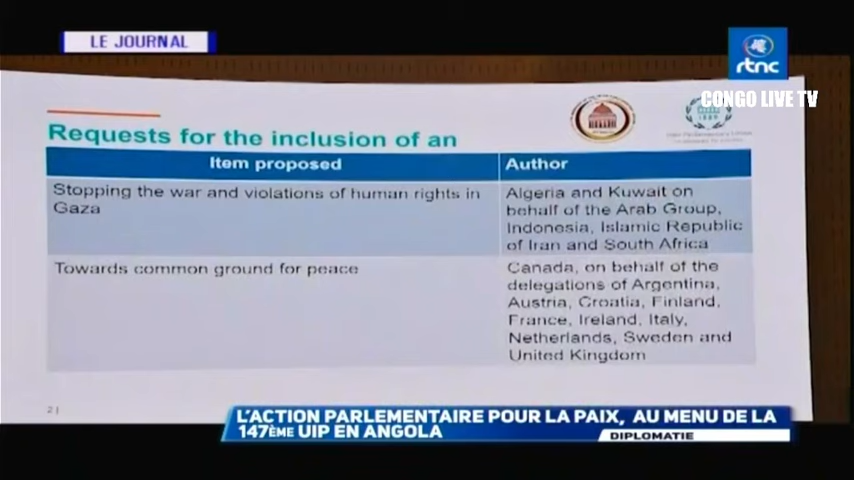 LE JOURNAL
rtnc
CONGO LIVE TV
Requests for the inclusion of an
Item proposed
Author
Stopping the war and violations of human rights in
Gaza
Algeria and Kuwait on
behalf of the Arab Group,
Indonesia, Islamic Republic
of Iran and South Africa
Towards common ground for peace
Canada, on behalf of the
delegations of Argentina,
Austria, Croatia, Finland,
France, Ireland, Italy,
Netherlands, Sweden and
United Kingdom
2 |
L'ACTION PARLEMENTAIRE POUR LA PAIX, AU MENU DE LA
147ÈME UIP EN ANGOLA
DIPLOMATIE